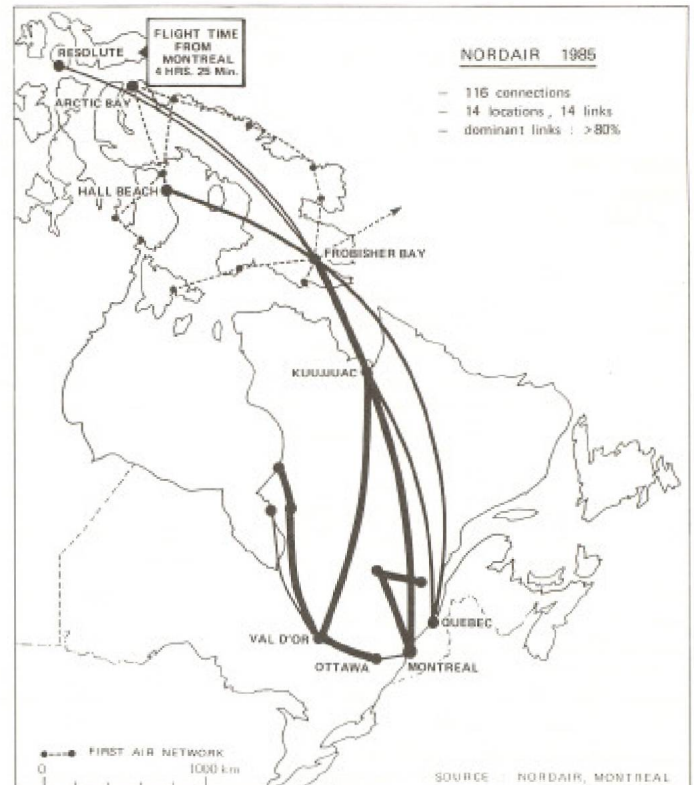 FLIGHT TIME
FROM
MONTREAL
4 HRS. 25 Min.
NORDAIR 1985
– 116 connections
– 14 locations, 14 links
– dominant links : >80%
RESOLUTE
ARCTIC BAY
HALL BEACH
FROBISHER BAY
KUUJJUAC
VAL D'OR
OTTAWA
MONTREAL
QUEBEC
FIRST AIR NETWORK
0 1000 km
SOURCE : NORDAIR, MONTREAL